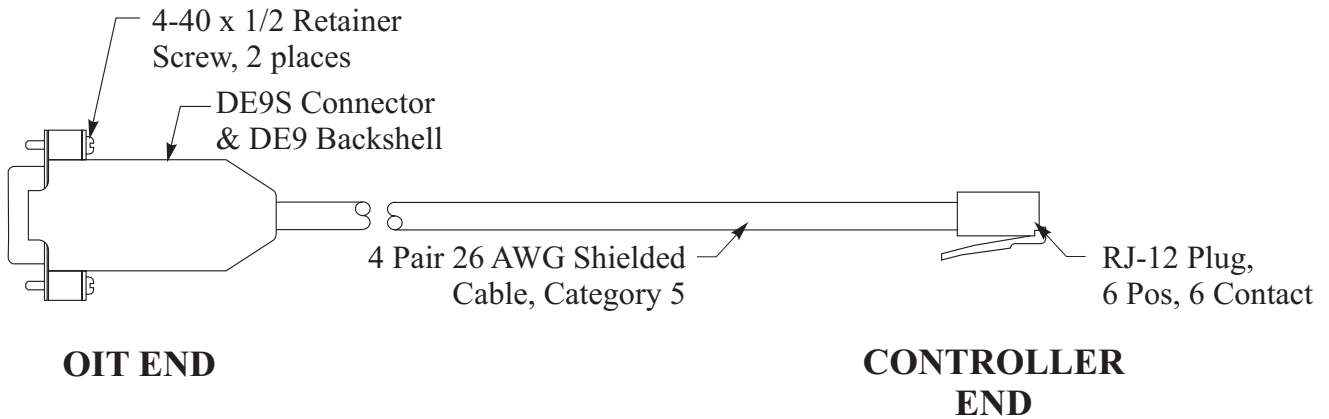 4-40 x 1/2 Retainer
Screw, 2 places
DE9S Connector
& DE9 Backshell
4 Pair 26 AWG Shielded
Cable, Category 5
RJ-12 Plug,
6 Pos, 6 Contact
OIT END
CONTROLLER
END